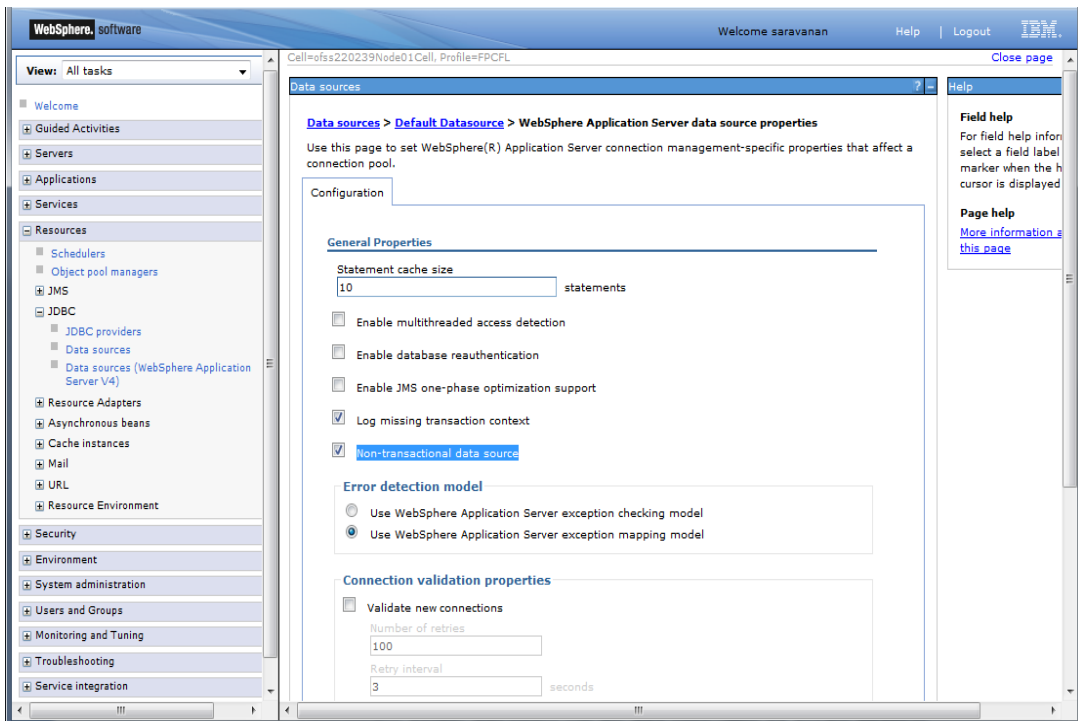 WebSphere. software
Welcome saravanan
Help | Logout
IBM.
View: All tasks
Welcome
Guided Activities
Servers
Applications
Services
Resources
Schedulers
Object pool managers
JMS
JDBC
JDBC providers
Data sources
Data sources (WebSphere Application
Server V4)
Resource Adapters
Asynchronous beans
Cache instances
Mail
URL
Resource Environment
Security
Environment
System administration
Users and Groups
Monitoring and Tuning
Troubleshooting
Service integration
Cell=ofss220239Node01Cell, Profile=FPCFL
Close page
Data sources
? -
Data sources > Default Datasource > WebSphere Application Server data source properties
Use this page to set WebSphere(R) Application Server connection management-specific properties that affect a
connection pool.
Configuration
General Properties
Statement cache size
10 statements
Enable multithreaded access detection
Enable database reauthentication
Enable JMS one-phase optimization support
Log missing transaction context
Non-transactional data source
Error detection model
Use WebSphere Application Server exception checking model
Use WebSphere Application Server exception mapping model
Connection validation properties
Validate new connections
Number of retries
100
Retry interval
3 seconds
Help
Field help
For field help infor
select a field label
marker when the h
cursor is displayed
Page help
More information a
this page